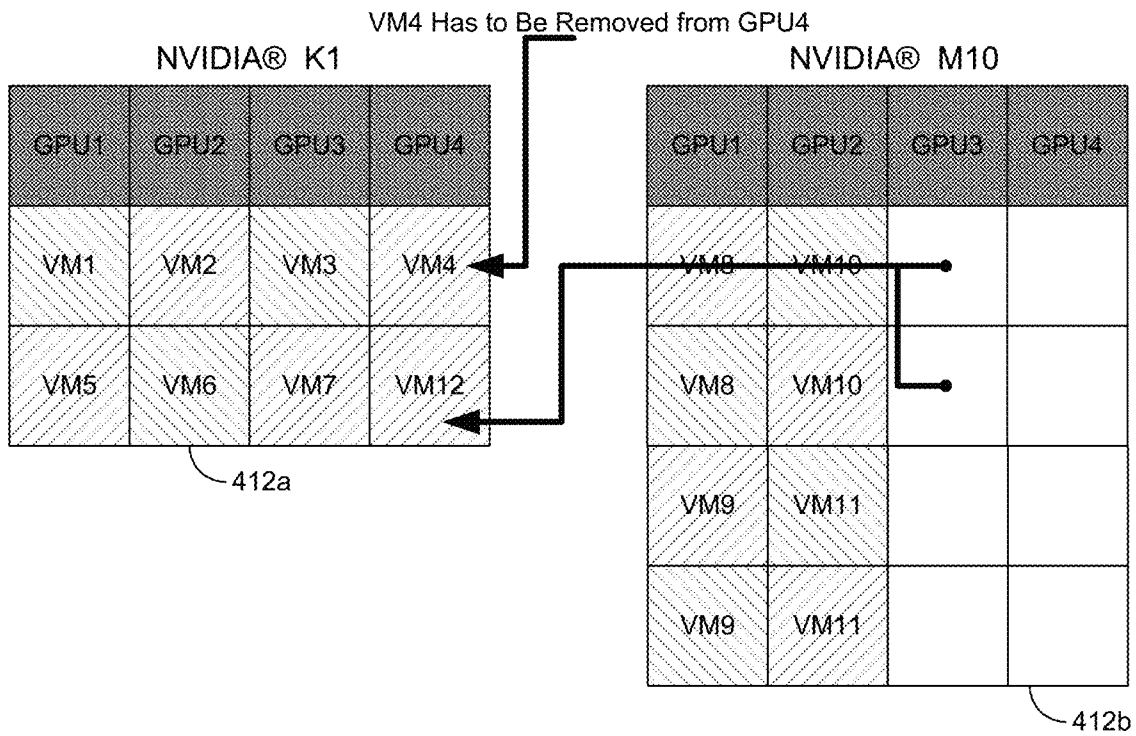 VM4 Has to Be Removed from GPU4
NVIDIA® K1
NVIDIA® M10
GPU1 GPU2 GPU3 GPU4
VM1 VM2 VM3 VM4
VM5 VM6 VM7 VM12
412a
GPU1 GPU2 GPU3 GPU4
VM8 VM10
VM8 VM10
VM9 VM11
VM9 VM11
412b